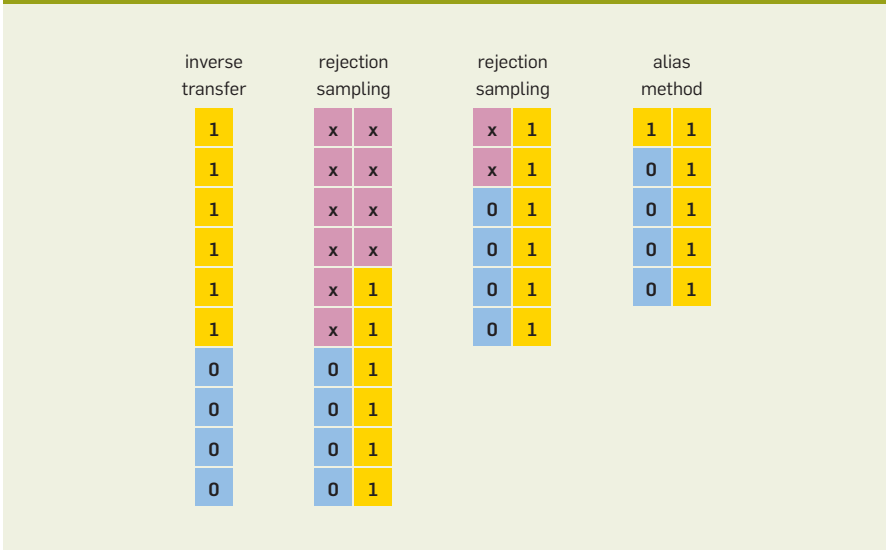 inverse rejection rejection alias
transfer sampling sampling method
1 x x x 1 1 1
1 x x x 1 0 1
1 x x 0 1 0 1
1 x x 0 1 0 1
1 x 1 0 1 0 1
1 x 1 0 1
0 0 1
0 0 1
0 0 1
0 0 1